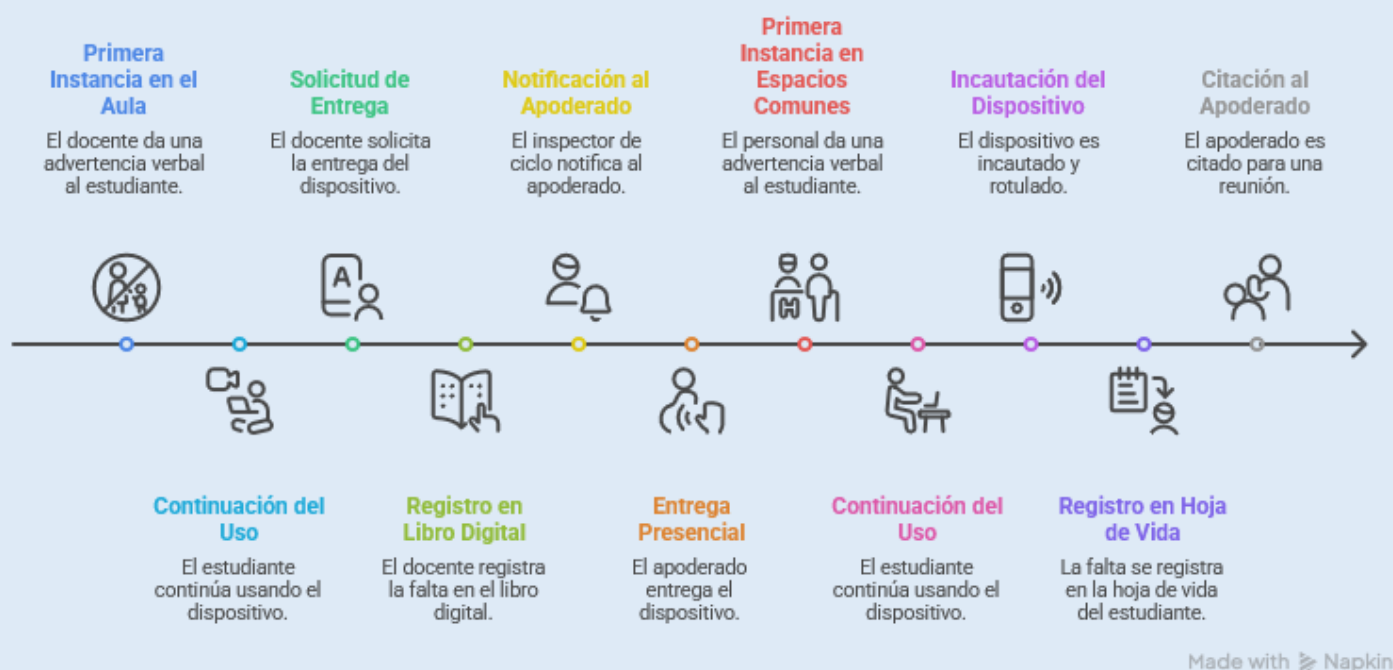 Primera
Instancia en el
Aula
El docente da una
advertencia verbal
al estudiante.
Solicitud de
Entrega
El docente solicita
la entrega del
dispositivo.
Notificación al
Apoderado
El inspector de
ciclo notifica al
apoderado.
Primera
Instancia en
Espacios
Comunes
El personal da una
advertencia verbal
al estudiante.
Incautación del
Dispositivo
El dispositivo es
incautado y
rotulado.
Citación al
Apoderado
El apoderado es
citado para una
reunión.
A
Continuación del
Uso
El estudiante
continúa usando el
dispositivo.
Registro en
Libro Digital
El docente registra
la falta en el libro
digital.
Entrega
Presencial
El apoderado
entrega el
dispositivo.
Continuación del
Uso
El estudiante
continúa usando el
dispositivo.
Registro en Hoja
de Vida
La falta se registra
en la hoja de vida
del estudiante.
Made with Napkin